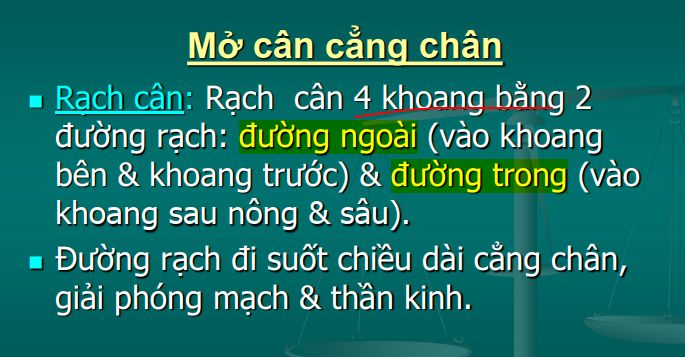 Mở cân cẳng chân
Rạch cân: Rạch cân 4 khoang bằng 2
đường rạch: đường ngoài (vào khoang
bên & khoang trước) & đường trong (vào
khoang sau nông & sâu).
Đường rạch đi suốt chiều dài cẳng chân,
giải phóng mạch & thần kinh.